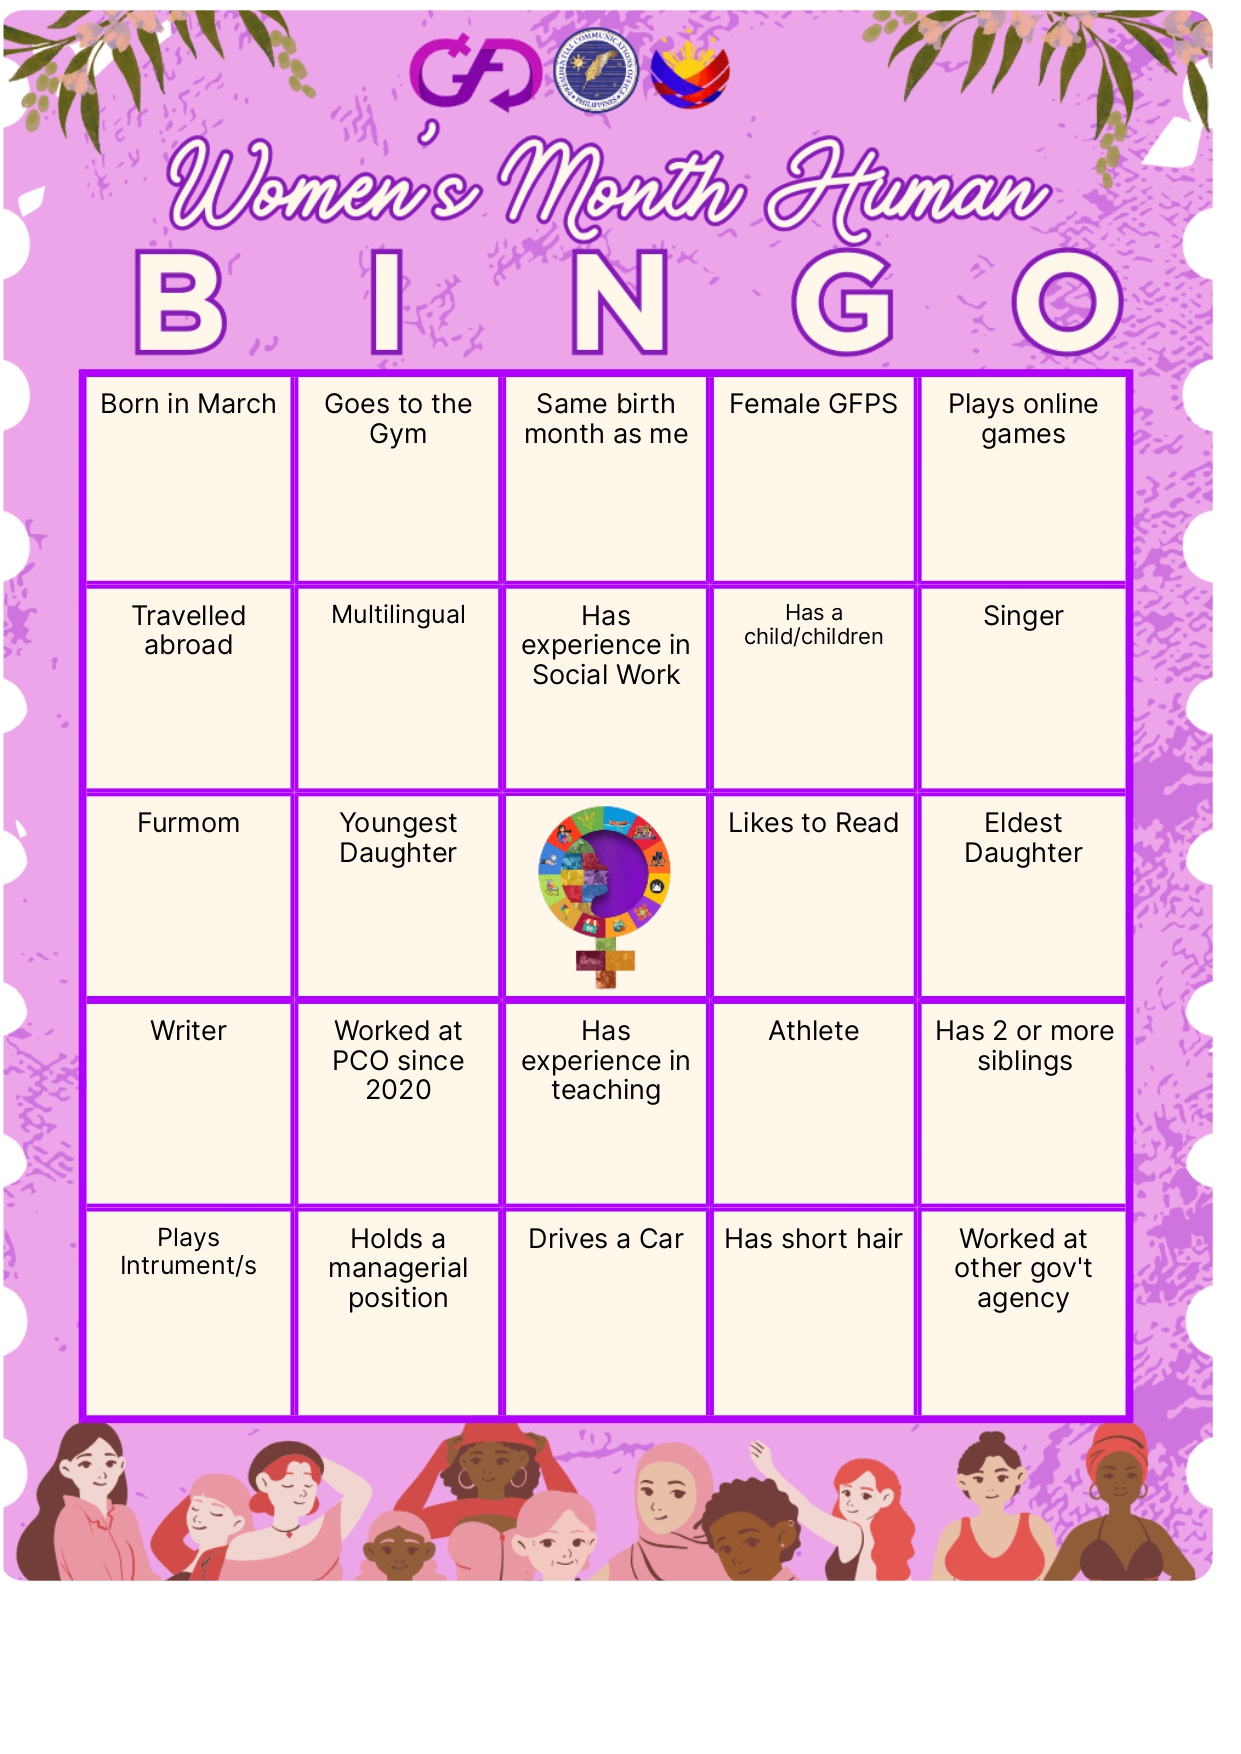 PRESIDENTIAL COMMUNICATIONS OFFICE
PHILIPPINES
Women's Month Human
B I N G O
Born in March
Goes to the
Gym
Same birth
month as me
Female GFPS
Plays online
games
Travelled
abroad
Multilingual
Has
experience in
Social Work
Has a
child/children
Singer
Furmom
Youngest
Daughter
Likes to Read
Eldest
Daughter
Writer
Worked at
PCO since
2020
Has
experience in
teaching
Athlete
Has 2 or more
siblings
Plays
Intrument/s
Holds a
managerial
position
Drives a Car
Has short hair
Worked at
other gov't
agency